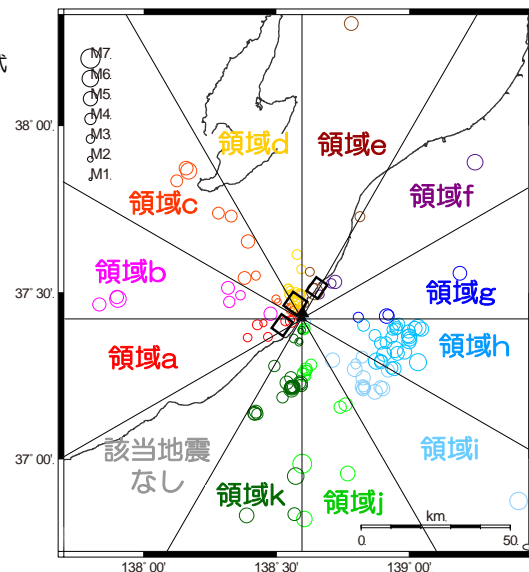 式
M7.
M6.
M5.
M4.
M3.
M2.
M1.
38° 00'
37° 30'
37° 00'
領域d
領域e
領域c
領域f
領域b
領域g
領域a
領域h
該当地震
なし
領域i
領域k
領域j
km.
0. 50.
138° 00' 138° 30' 139° 00'